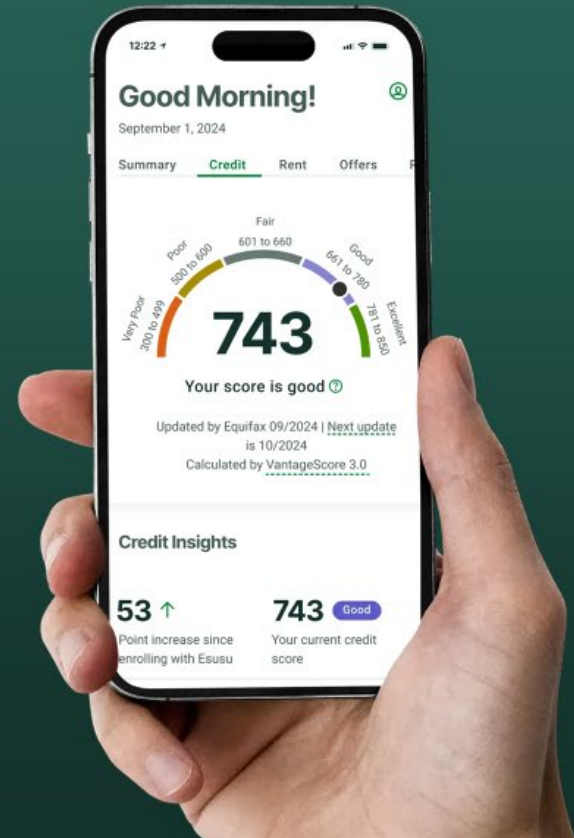 12:22
Good Morning!
September 1, 2024
Summary Credit Rent Offers
Fair
601 to 660
Poor
500 to 600
Good
661 to 780
Very Poor
300 to 499
Excellent
781 to 850
743
Your score is good
Updated by Equifax 09/2024 | Next update
is 10/2024
Calculated by VantageScore 3.0
Credit Insights
53 ↑ 743 Good
Point increase since Your current credit
enrolling with Esusu score